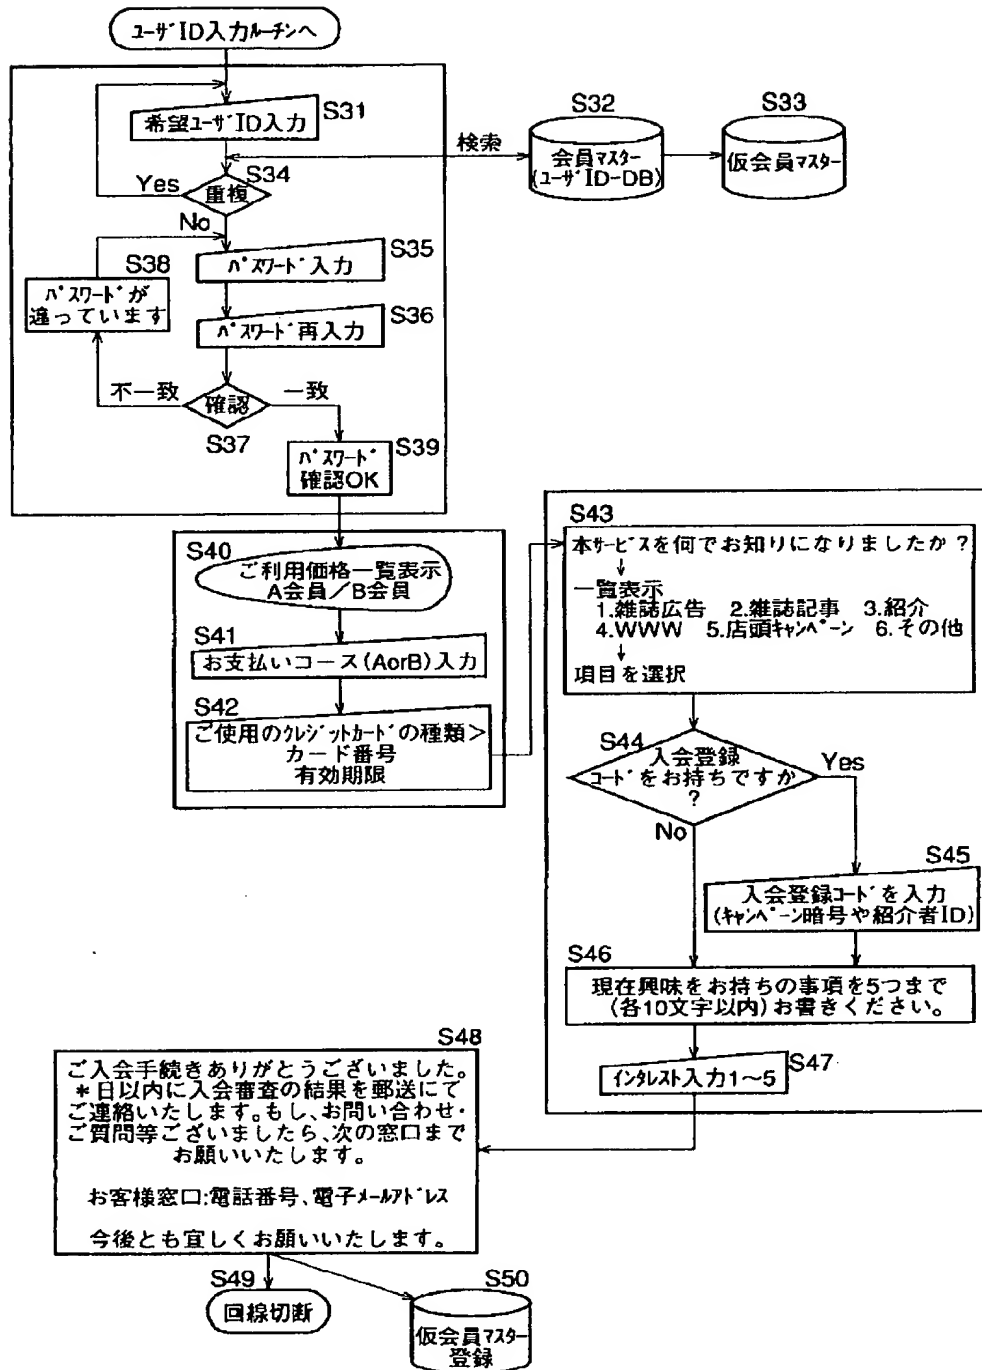 ﾕｰｻﾞID入力ﾙｰﾁﾝへ
S31
希望ﾕｰｻﾞID入力
検索
S32
会員ﾏｽﾀｰ
(ﾕｰｻﾞID-DB)
S33
仮会員ﾏｽﾀｰ
S34
重複
Yes
No
S35
ﾊﾟｽﾜｰﾄﾞ入力
S38
ﾊﾟｽﾜｰﾄﾞが
違っています
S36
ﾊﾟｽﾜｰﾄﾞ再入力
不一致
確認
一致
S37
S39
ﾊﾟｽﾜｰﾄﾞ
確認OK
S40
ご利用価格一覧表示
A会員／B会員
S41
お支払いコース(AorB)入力
S42
ご使用のｸﾚｼﾞｯﾄｶｰﾄﾞの種類>
カード番号
有効期限
S43
本ｻｰﾋﾞｽを何でお知りになりましたか？
↓
一覧表示
1.雑誌広告 2.雑誌記事 3.紹介
4.WWW 5.店頭ｷｬﾝﾍﾟｰﾝ 6.その他
↓
項目を選択
S44
入会登録
ｺｰﾄﾞをお持ちですか
?
Yes
No
S45
入会登録ｺｰﾄﾞを入力
(ｷｬﾝﾍﾟｰﾝ暗号や紹介者ID)
S46
現在興味をお持ちの事項を5つまで
(各10文字以内)お書きください。
S47
ｲﾝﾀﾚｽﾄ入力1～5
S48
ご入会手続きありがとうございました。
＊日以内に入会審査の結果を郵送にて
ご連絡いたします。もし、お問い合わせ・
ご質問等ございましたら、次の窓口まで
お願いいたします。
お客様窓口:電話番号、電子ﾒｰﾙｱﾄﾞﾚｽ
今後とも宜しくお願いいたします。
S49
回線切断
S50
仮会員ﾏｽﾀｰ
登録